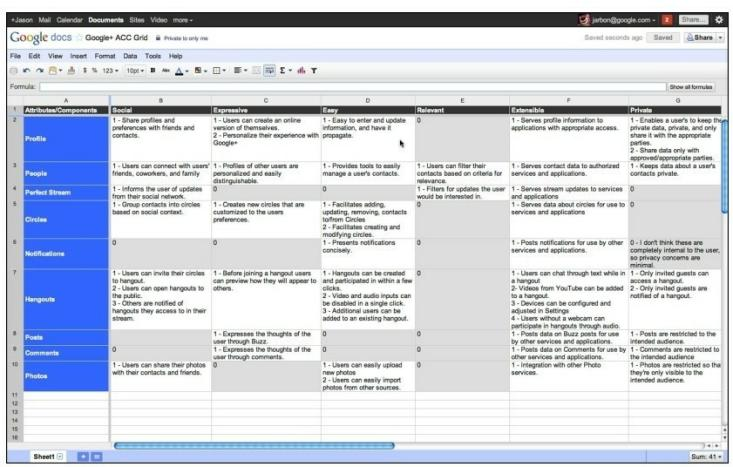 +Jason Mail Calendar Documents Sites Video more
jarbon@google.com 2 Share...
Google docs Google+ ACC Grid Private to only me
Saved seconds ago Saved Share
File Edit View Insert Format Data Tools Help
$ % 123 10pt B Abc A Σ T
Formula: Show all formulas
A B C D E F G
1 Attributes/Components Social Expressive Easy Relevant Extensible Private
2 Profile
1 - Share profiles and
preferences with friends and
contacts.
1 - Users can create an online
version of themselves.
2 - Personalize their experience with
Google+
1 - Easy to enter and update
information, and have it
propagate.
0
1 - Serves profile information to
applications with appropriate access.
1 - Enables a user's to keep the
private data, private, and only
share it with the appropriate
parties.
2 - Share data only with
approved/appropriate parties.
3 People
1 - Users can connect with users'
friends, coworkers, and family
1 - Profiles of other users are
personalized and easily
distinguishable.
1 - Provides tools to easily
manage a user's contacts.
1 - Users can filter their
contacts based on criteria for
relevance.
1 - Serves contact data to authorized
services and applications.
1 - Keeps data about a user's
contacts private.
4 Perfect Stream
1 - Informs the user of updates
from their social network.
0
0
1 - Filters for updates the user
would be interested in.
1 - Serves stream updates to services
and applications
0
5 Circles
1 - Group contacts into circles
based on social context.
1 - Creates new circles that are
customized to the users
preferences.
1 - Facilitates adding,
updating, removing, contacts
to/from Circles
2 - Facilitates creating and
modifying circles.
0
1 - Serves data about circles for use to
services and applications
0
6 Notifications
0
0
1 - Presents notifications
concisely.
0
1 - Posts notifications for use by other
services and applications.
0 - I don't think these are
completely internal to the user,
so privacy concerns are
minimal.
7 Hangouts
1 - Users can invite their circles
to hangout.
2 - Users can open hangouts to
the public.
3 - Others are notified of
hangouts they access to in their
stream.
1 - Before joining a hangout users
can preview how they will appear to
others.
1 - Hangouts can be created
and participated in within a few
clicks.
2 - Video and audio inputs can
be disabled in a single click.
3 - Additional users can be
added to an existing hangout.
0
1 - Users can chat through text while in
a hangout
2- Videos from YouTube can be added
to a hangout.
3 - Devices can be configured and
adjusted in Settings
4 - Users without a webcam can
participate in hangouts through audio.
1 - Only invited guests can
access a hangout.
2 - Only invited guests are
notified of a hangout.
8 Posts
1 - Expresses the thoughts of the
user through Buzz.
0
1 - Posts data on Buzz posts for use
by other services and applications.
1 - Posts are restricted to the
intended audience.
9 Comments
0
1 - Expresses the thoughts of the
user through comments.
0
0
1 - Posts data on Comments for use by
other services and applications.
1 - Comments are restricted to
the intended audience
10 Photos
1 - Users can share their photos
with their contacts and friends.
0
1 - Users can easily upload
new photos
2 - Users can easily import
photos from other sources.
0
1 - Integration with other Photo
services.
1 - Photos are restricted so tha
they're only visible to the
intended audience.
11
12
13
14
15
16
Sheet1 Sum: 41